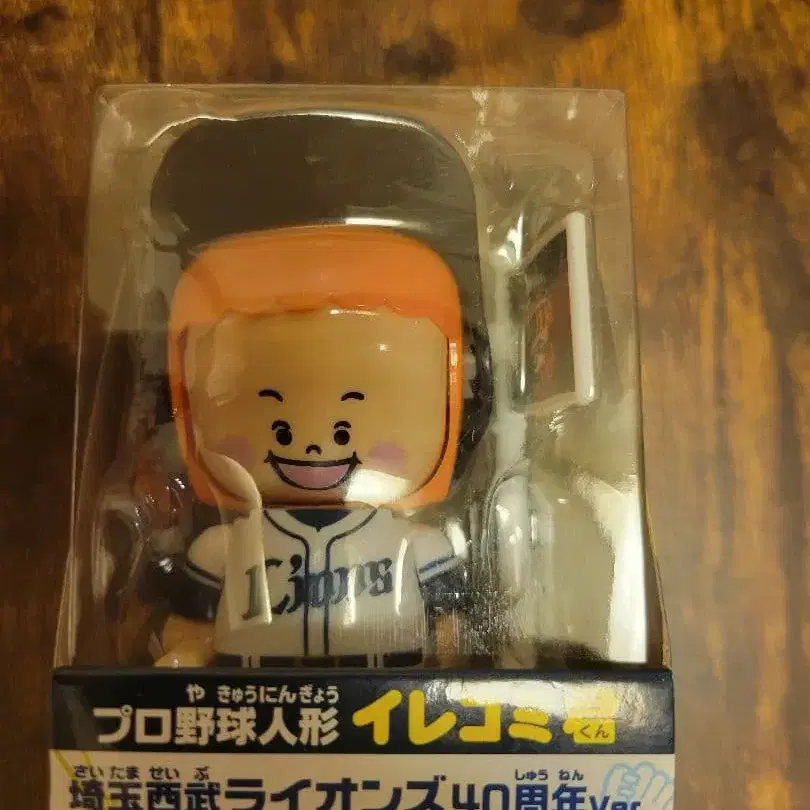 Lions
や きゅうにんぎょう
プロ野球人形 イレコミ君
くん
さい たま せい ぶ しゅう ねん
埼玉西武ライオンズ40周年Ver